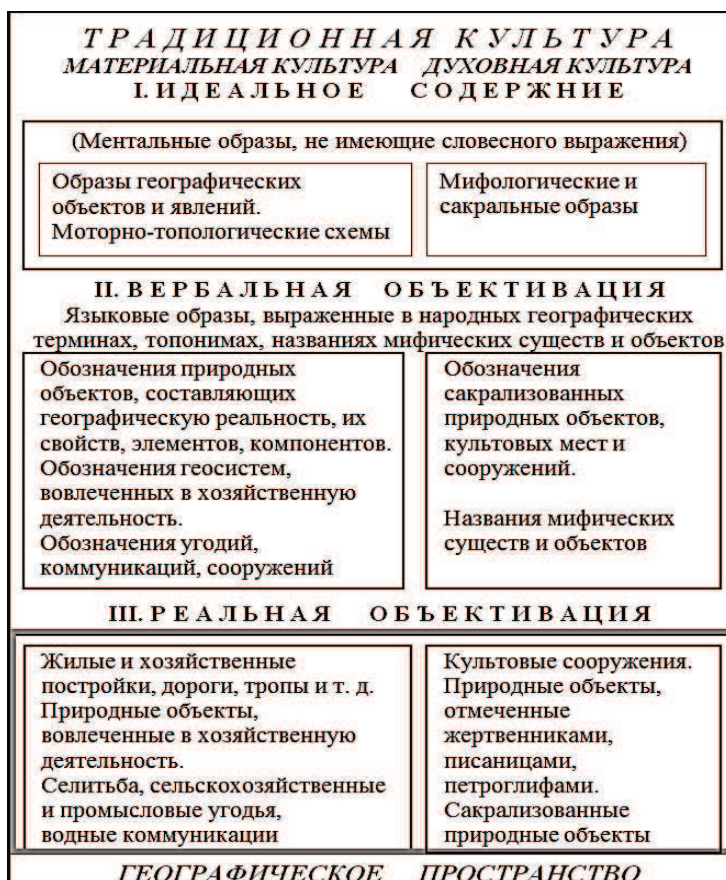 ТРАДИЦИОННАЯ КУЛЬТУРА
МАТЕРИАЛЬНАЯ КУЛЬТУРА ДУХОВНАЯ КУЛЬТУРА
I. ИДЕАЛЬНОЕ СОДЕРЖНИЕ
(Ментальные образы, не имеющие словесного выражения)
Образы географических
объектов и явлений.
Моторно-топологические схемы
Мифологические и
сакральные образы
II. ВЕРБАЛЬНАЯ ОБЪЕКТИВАЦИЯ
Языковые образы, выраженные в народных географических
терминах, топонимах, названиях мифических существ и объектов
Обозначения природных
объектов, составляющих
географическую реальность, их
свойств, элементов, компонентов.
Обозначения геосистем,
вовлеченных в хозяйственную
деятельность.
Обозначения угодий,
коммуникаций, сооружений
Обозначения
сакрализованных
природных объектов,
культовых мест и
сооружений.
Названия мифических
существ и объектов
III. РЕАЛЬНАЯ ОБЪЕКТИВАЦИЯ
Жилые и хозяйственные
постройки, дороги, тропы и т. д.
Природные объекты,
вовлеченные в хозяйственную
деятельность.
Селитьба, сельскохозяйственные
и промысловые угодья,
водные коммуникации
Культовые сооружения.
Природные объекты,
отмеченные
жертвенниками,
писаницами,
петроглифами.
Сакрализованные
природные объекты
ГЕОГРАФИЧЕСКОЕ ПРОСТРАНСТВО